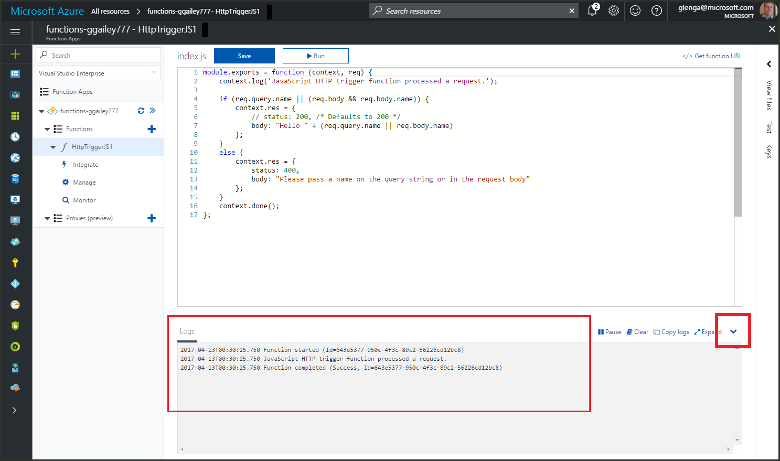 Microsoft Azure All resources > functions-ggailey777 - HttpTriggerJS1
Search resources
2
glenga@microsoft.com
MICROSOFT
functions-ggailey777 - HttpTriggerJS1
Function Apps
Search
Visual Studio Enterprise
Function Apps
functions-ggailey777
Functions
HttpTriggerJS1
Integrate
Manage
Monitor
Proxies (preview)
index.js
Save
Run
</> Get function URL
1 module.exports = function (context, req) {
2 context.log('JavaScript HTTP trigger function processed a request.');
3
4 if (req.query.name || (req.body && req.body.name)) {
5 context.res = {
6 // status: 200, /* Defaults to 200 */
7 body: "Hello " + (req.query.name || req.body.name)
8 };
9 }
10 else {
11 context.res = {
12 status: 400,
13 body: "Please pass a name on the query string or in the request body"
14 };
15 }
16 context.done();
17 };
View files
Test
Keys
Logs
Pause
Clear
Copy logs
Expand
2017-04-13T00:30:25.750 Function started (Id=643e5377-950c-4f3c-89c2-56226cd12bc8)
2017-04-13T00:30:25.750 JavaScript HTTP trigger function processed a request.
2017-04-13T00:30:25.750 Function completed (Success, Id=643e5377-950c-4f3c-89c2-56226cd12bc8)